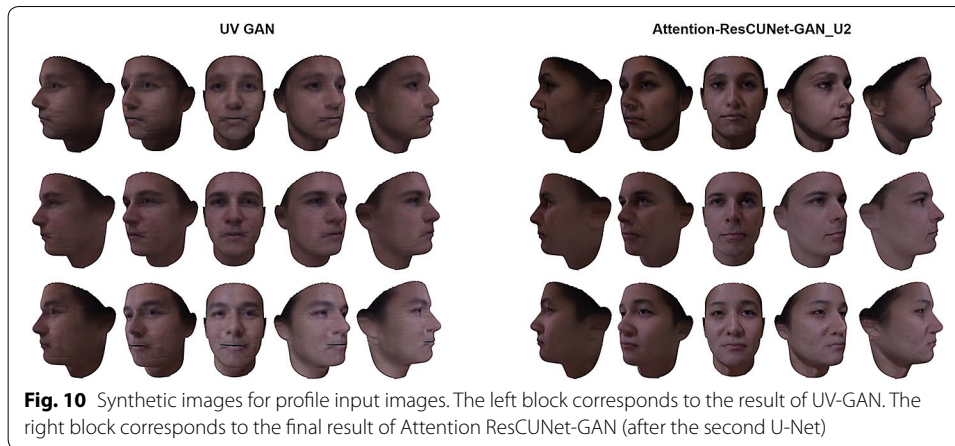 UV GAN
Attention-ResCUNet-GAN_U2
Fig. 10 Synthetic images for profile input images. The left block corresponds to the result of UV-GAN. The
right block corresponds to the final result of Attention ResCUNet-GAN (after the second U-Net)